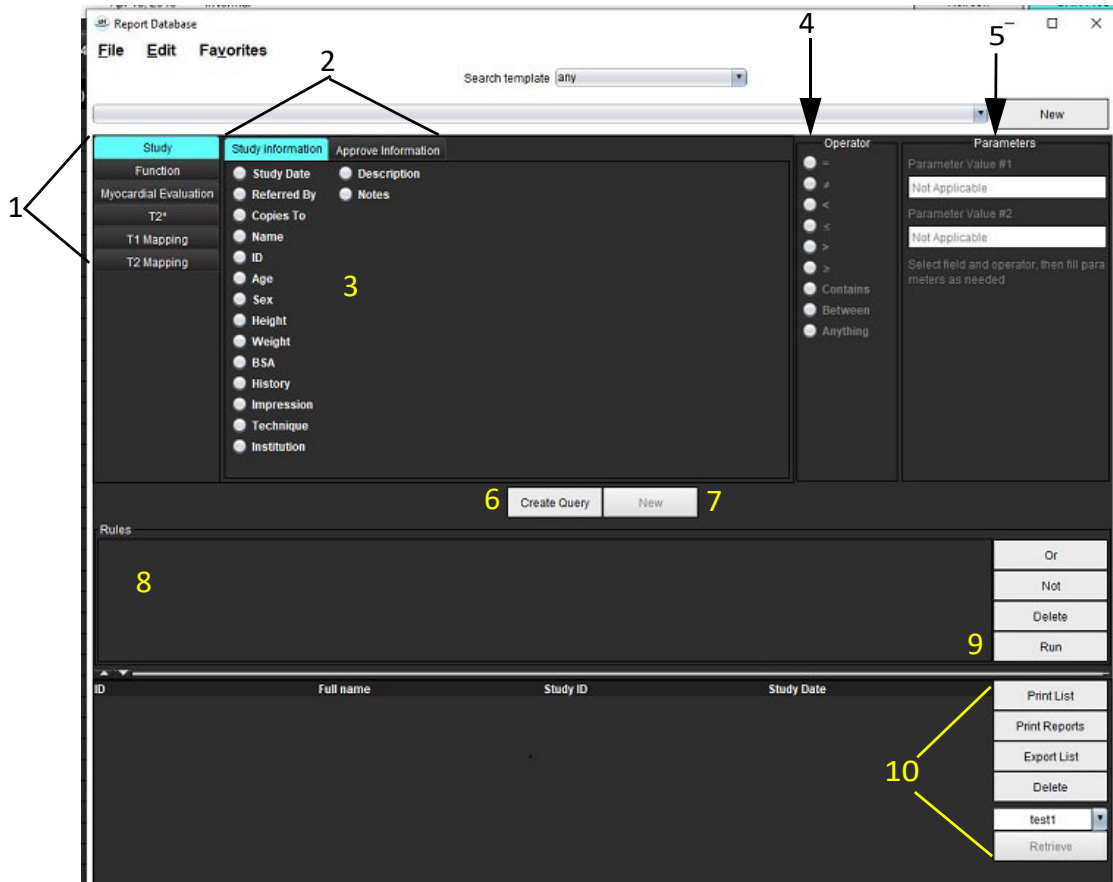 Report Database
File Edit Favorites
2
4
5
Search template any
New
1
Study
Function
Myocardial Evaluation
T2*
T1 Mapping
T2 Mapping
Study information Approve Information
Study Date
Referred By
Copies To
Name
ID
Age
Sex
Height
Weight
BSA
History
Impression
Technique
Institution
Description
Notes
3
Operator
=
≠
<
≤
>
≥
Contains
Between
Anything
Parameters
Parameter Value #1
Not Applicable
Parameter Value #2
Not Applicable
Select field and operator, then fill para
meters as needed
6 Create Query New 7
Rules
8
Or
Not
Delete
9 Run
ID Full name Study ID Study Date
10
Print List
Print Reports
Export List
Delete
test1
Retrieve